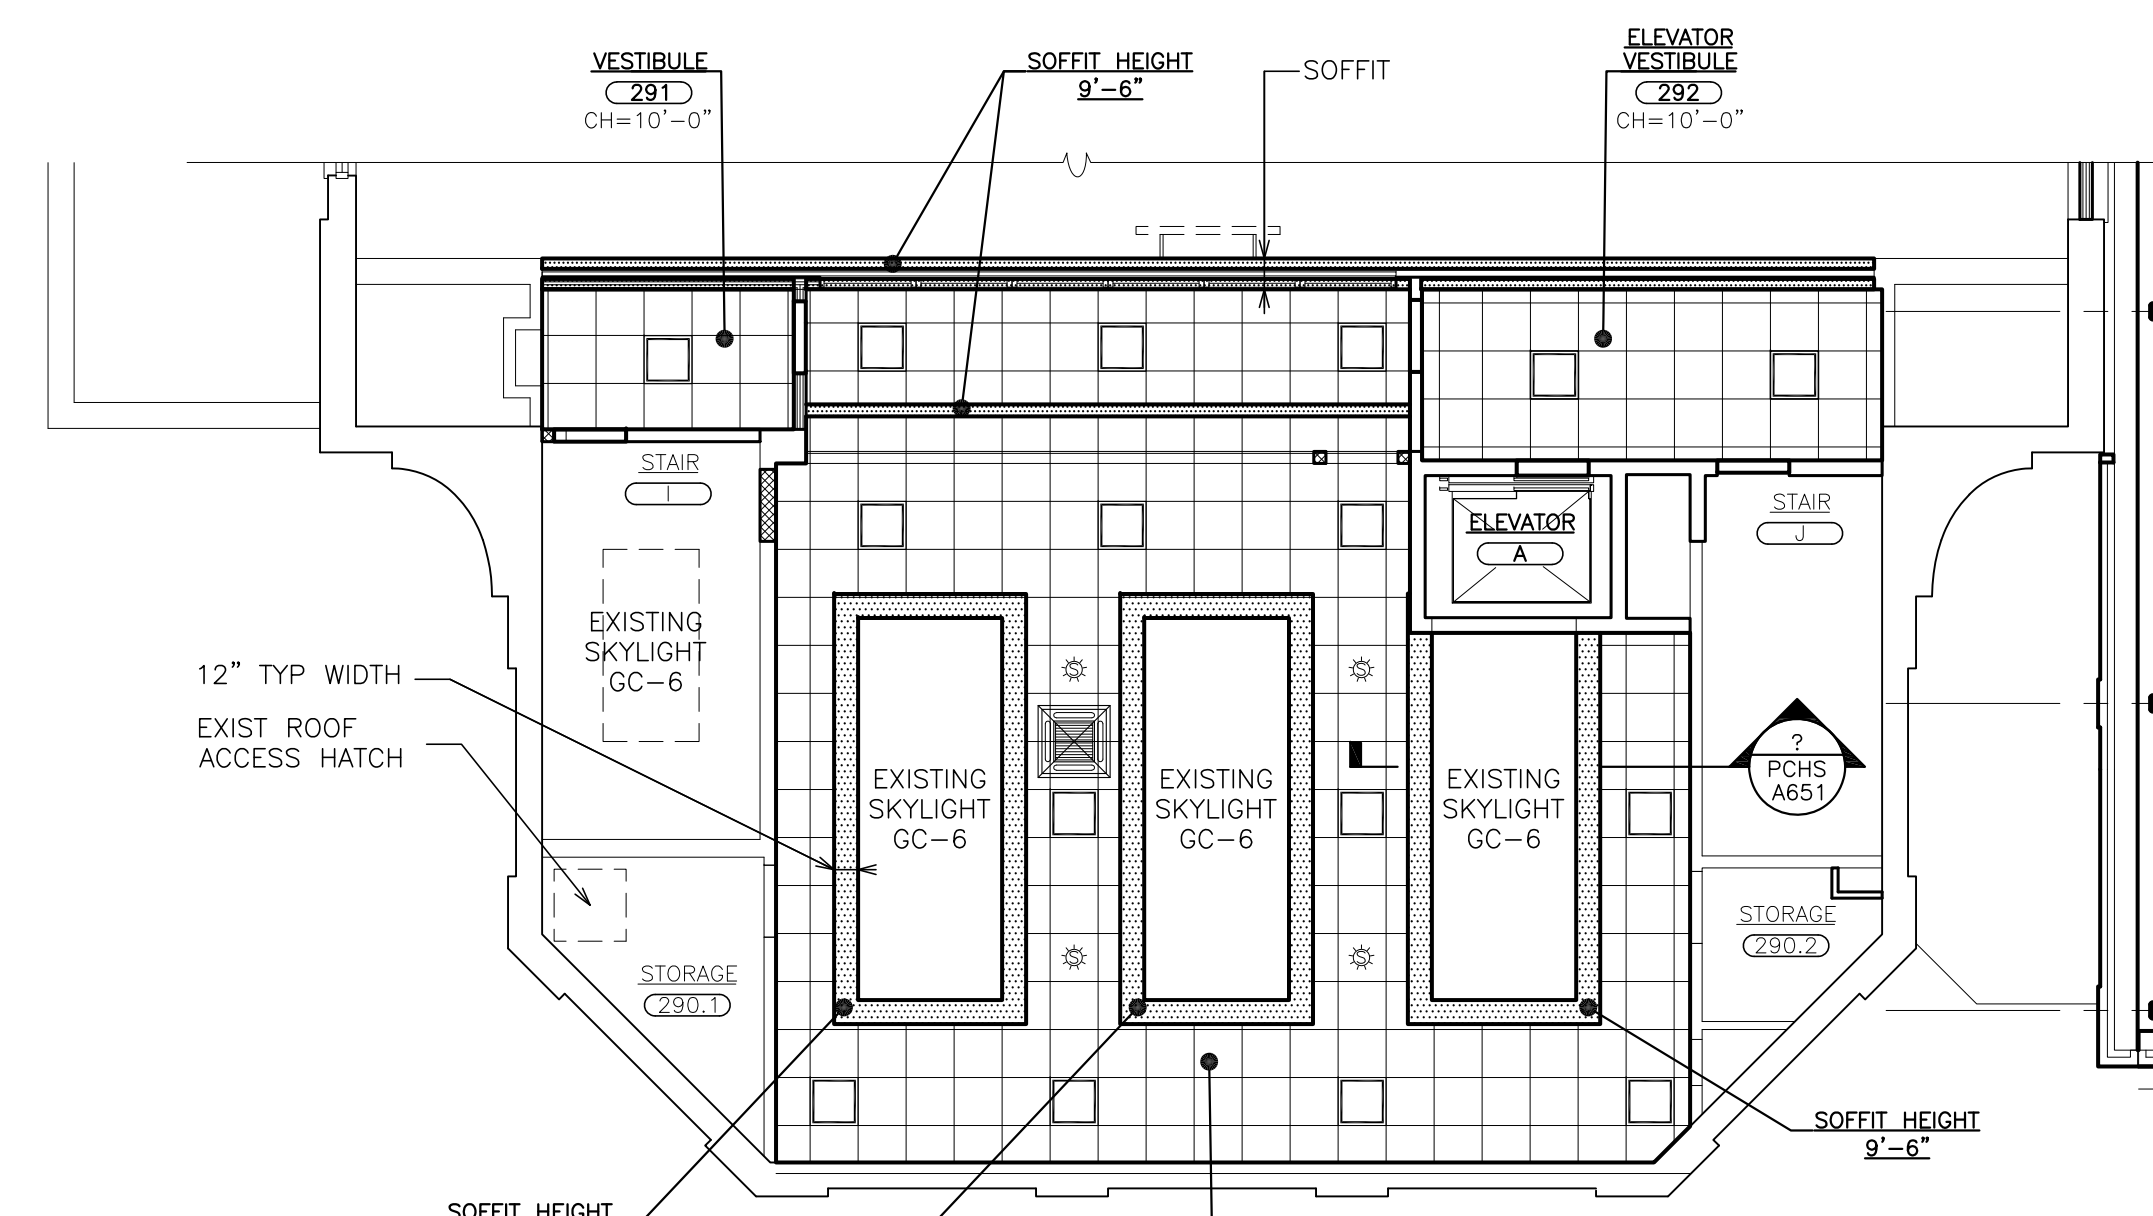 VESTIBULE
291
CH=10'-0"
SOFFIT HEIGHT
9'-6"
SOFFIT
ELEVATOR
VESTIBULE
292
CH=10'-0"
STAIR
I
STAIR
J
ELEVATOR
A
EXISTING
SKYLIGHT
GC-6
12" TYP WIDTH
EXIST ROOF
ACCESS HATCH
S
S
EXISTING
SKYLIGHT
GC-6
EXISTING
SKYLIGHT
GC-6
EXISTING
SKYLIGHT
GC-6
?
PCHS
A651
STORAGE
290.1
STORAGE
290.2
S
S
SOFFIT HEIGHT
9'-6"
SOFFIT HEIGHT